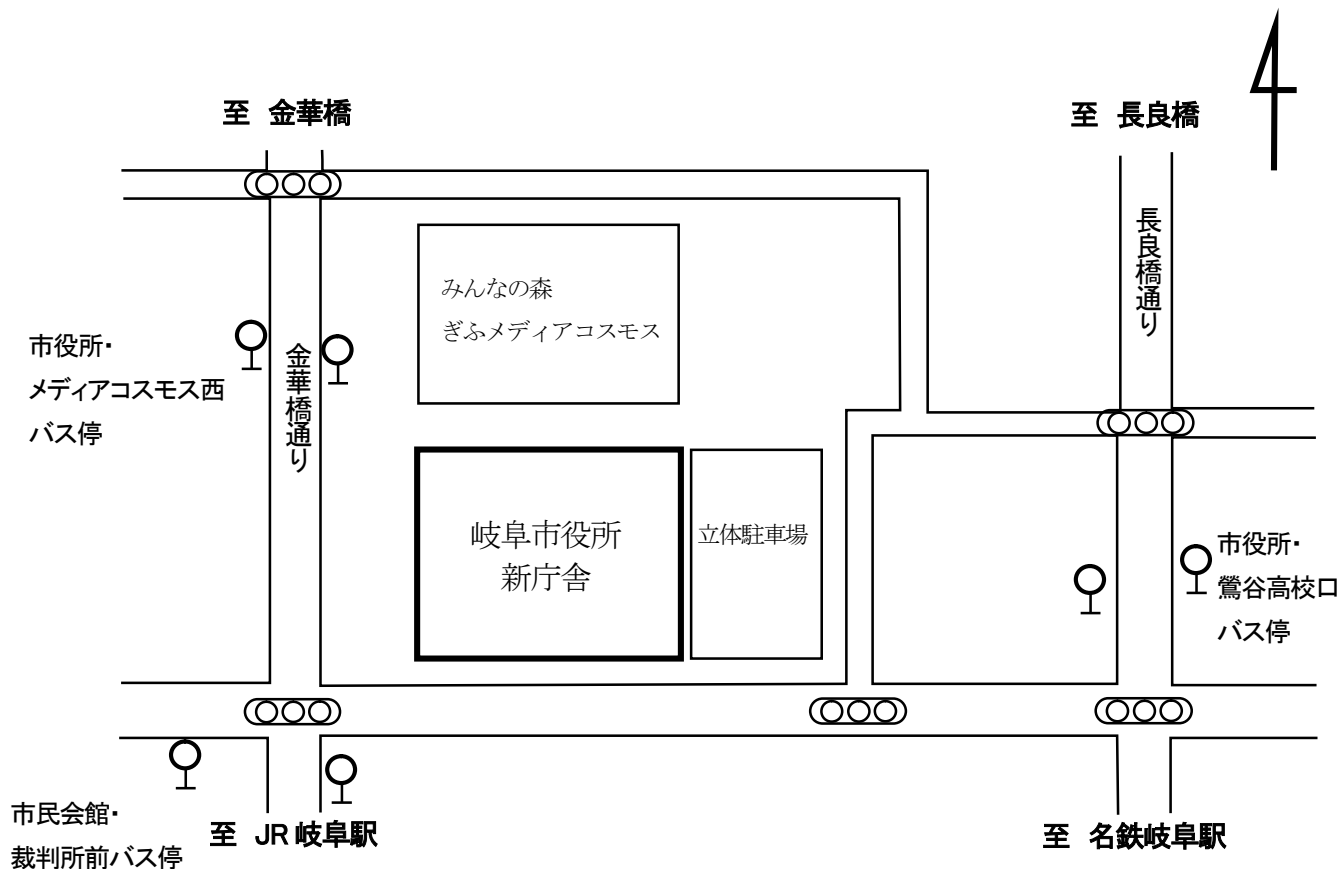 至 金華橋
至 長良橋
長良橋通り
みんなの森
ぎふメディアコスモス
市役所・
メディアコスモス西
バス停
金華橋通り
岐阜市役所
新庁舎
立体駐車場
市役所・
鶯谷高校口
バス停
市民会館・
裁判所前バス停
至 JR岐阜駅
至 名鉄岐阜駅